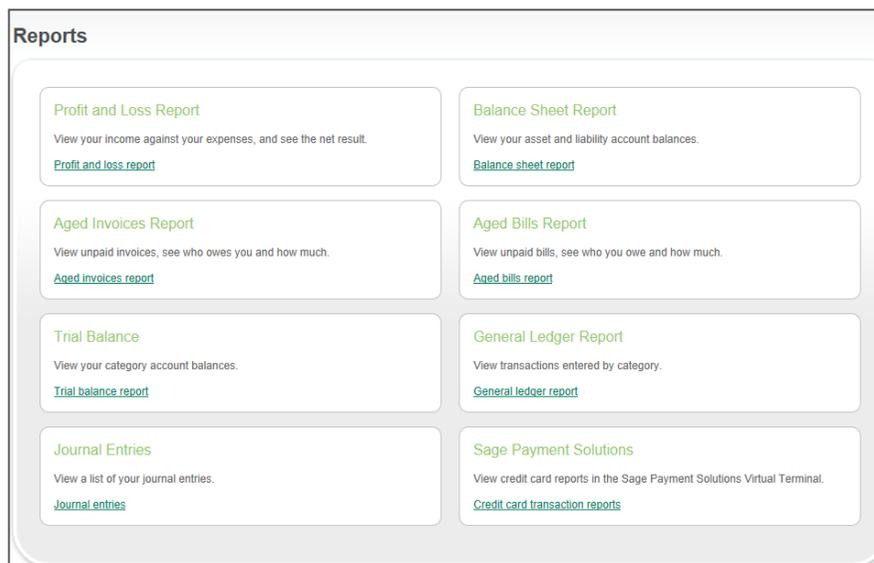 Reports
Profit and Loss Report
View your income against your expenses, and see the net result.
Profit and loss report
Balance Sheet Report
View your asset and liability account balances.
Balance sheet report
Aged Invoices Report
View unpaid invoices, see who owes you and how much.
Aged invoices report
Aged Bills Report
View unpaid bills, see who you owe and how much.
Aged bills report
Trial Balance
View your category account balances.
Trial balance report
General Ledger Report
View transactions entered by category.
General ledger report
Journal Entries
View a list of your journal entries.
Journal entries
Sage Payment Solutions
View credit card reports in the Sage Payment Solutions Virtual Terminal.
Credit card transaction reports